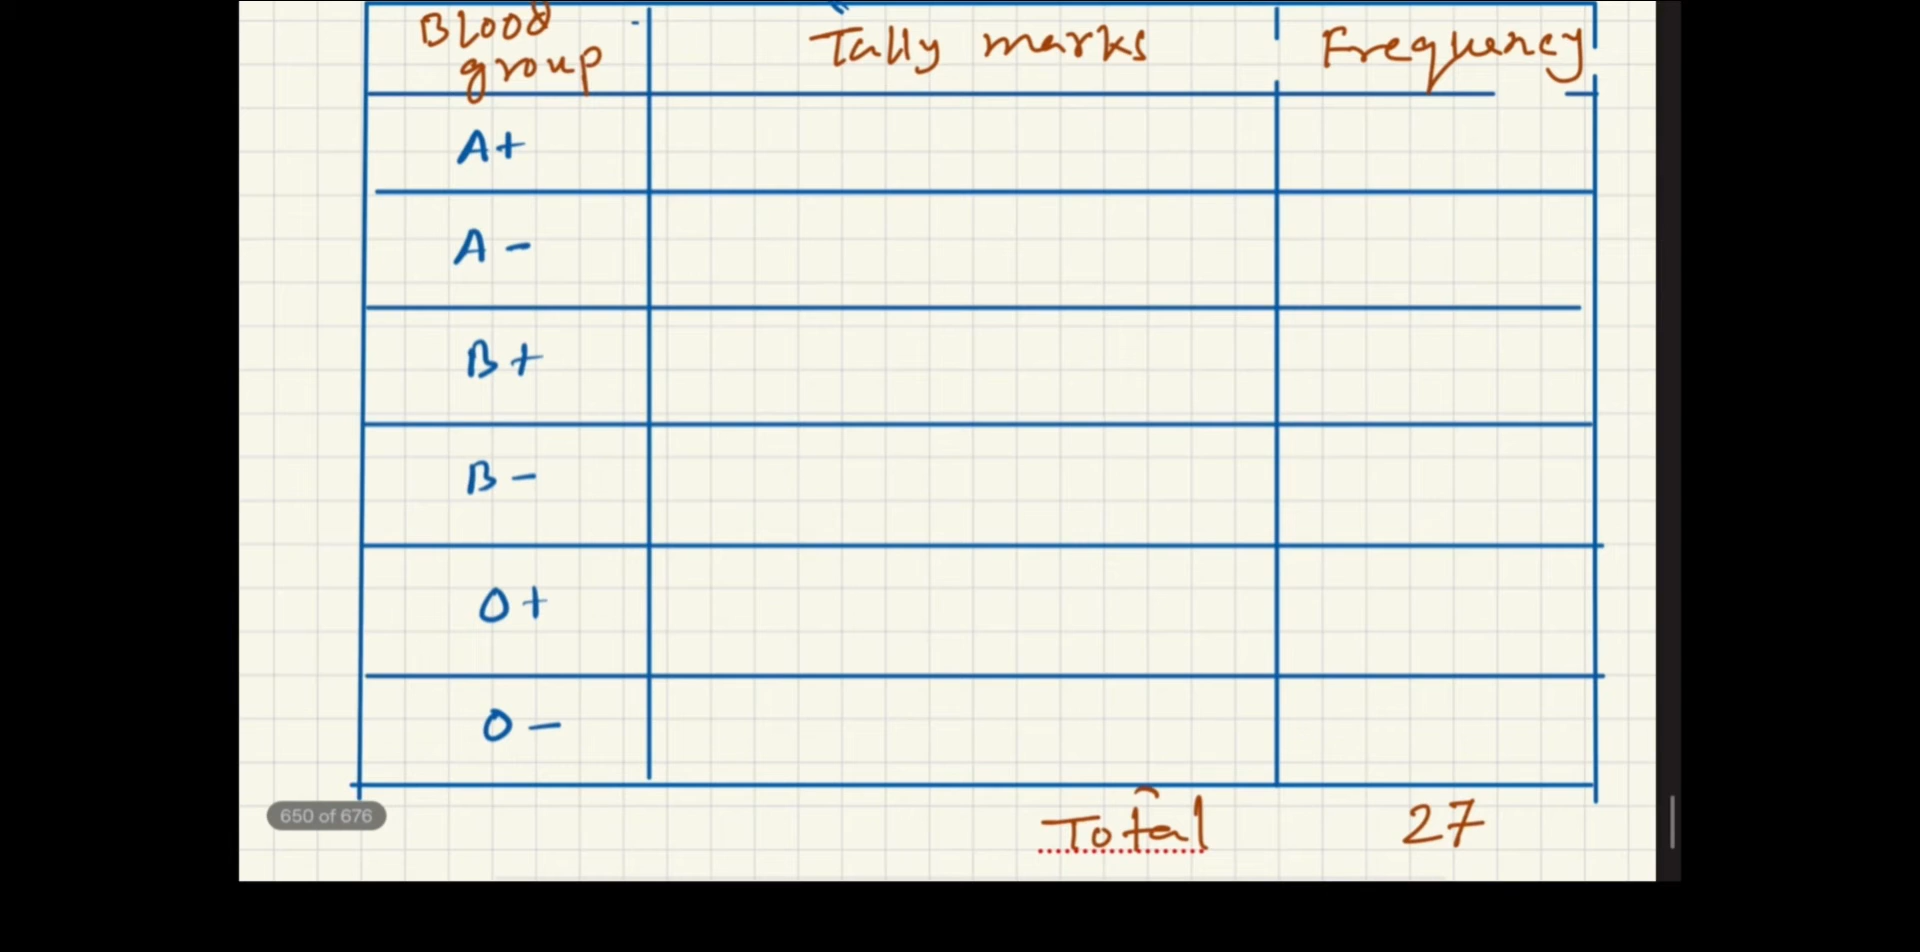 Blood Tally marks Frequency
group
A+
A-
B+
B-
O+
O-
650 of 676
Total 27